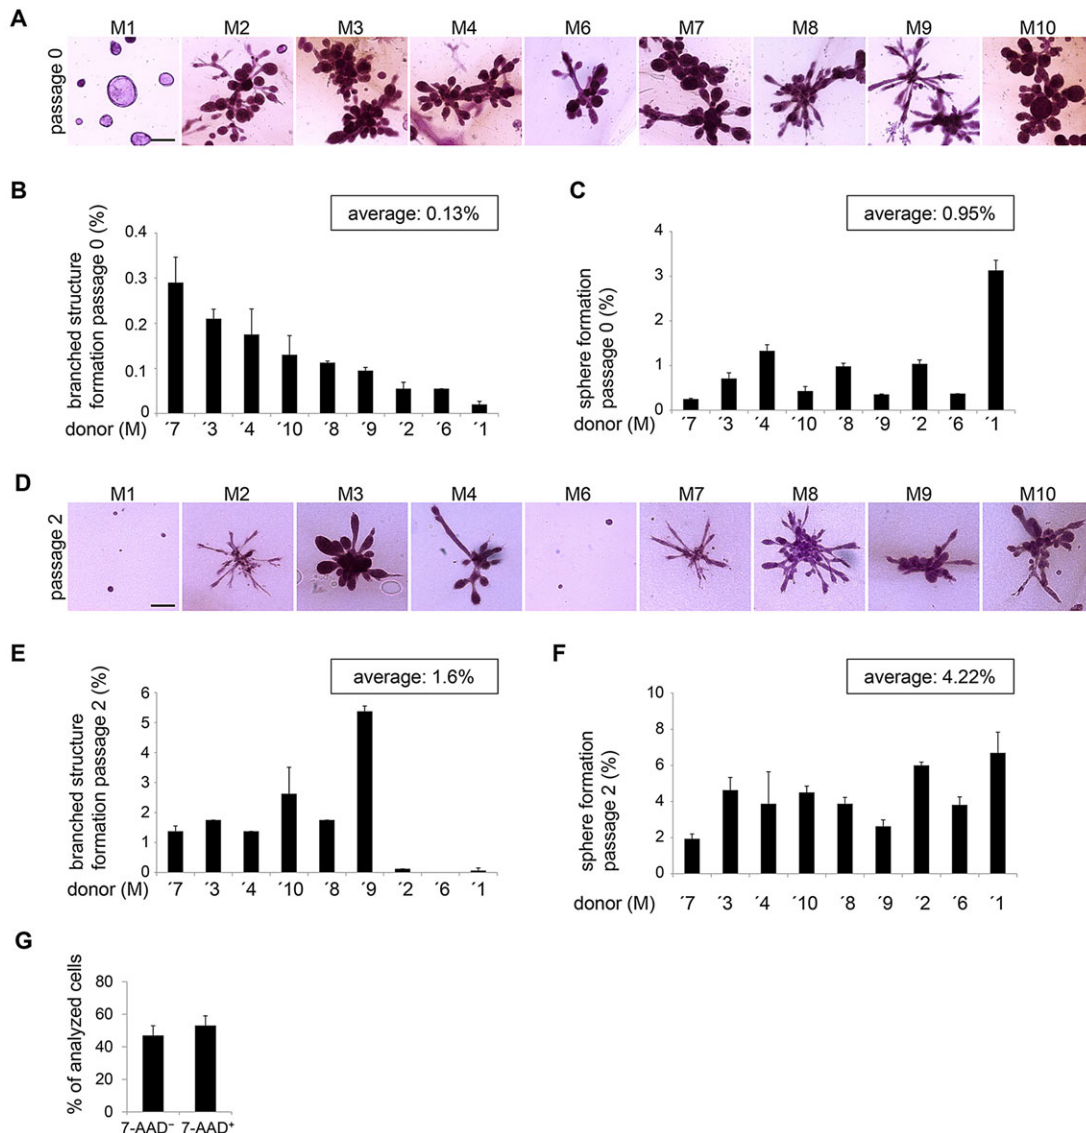 A
M1 M2 M3 M4 M6 M7 M8 M9 M10
passage 0
B
average: 0.13%
branched structure
formation passage 0 (%)
0.4
0.3
0.2
0.1
0
donor (M) ´7 ´3 ´4 ´10 ´8 ´9 ´2 ´6 ´1
C
average: 0.95%
sphere formation
passage 0 (%)
4
3
2
1
0
donor (M) ´7 ´3 ´4 ´10 ´8 ´9 ´2 ´6 ´1
D
M1 M2 M3 M4 M6 M7 M8 M9 M10
passage 2
E
average: 1.6%
branched structure
formation passage 2 (%)
6
5
4
3
2
1
0
donor (M) ´7 ´3 ´4 ´10 ´8 ´9 ´2 ´6 ´1
F
average: 4.22%
sphere formation
passage 2 (%)
10
8
6
4
2
0
donor (M) ´7 ´3 ´4 ´10 ´8 ´9 ´2 ´6 ´1
G
% of analyzed cells
80
60
40
20
0
7-AAD⁻ 7-AAD⁺